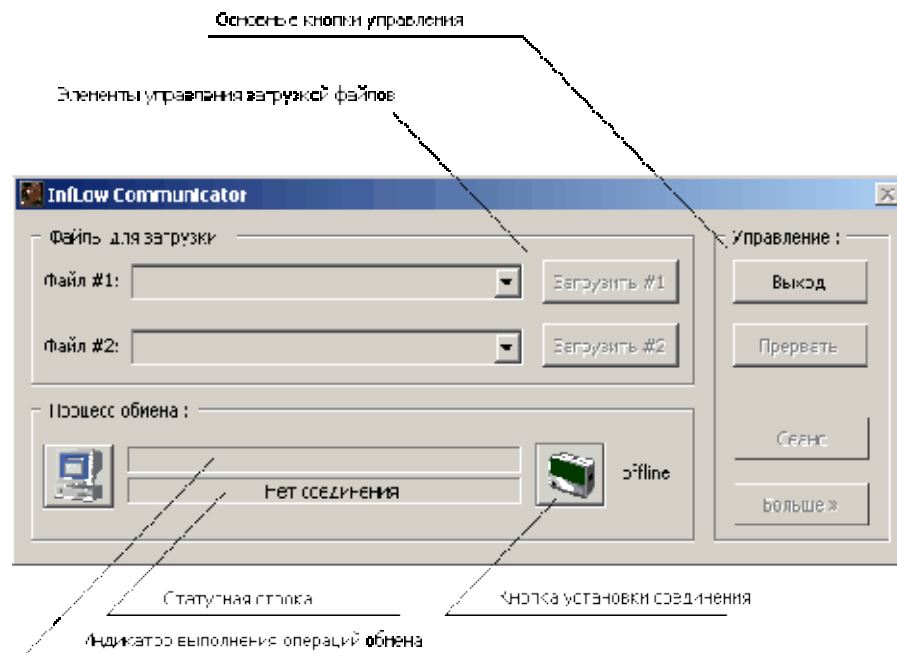 Основные кнопки управления
Элементы управления загрузкой файлов
InfLow Communicator
Файлы для загрузки
Управление :
Файл #1:
Загрузить #1
Выход
Файл #2:
Загрузить #2
Прервать
Процесс обмена :
Сеанс
offline
Нет соединения
Больше »
Статусная строка
Кнопка установки соединения
Индикатор выполнения операций обмена